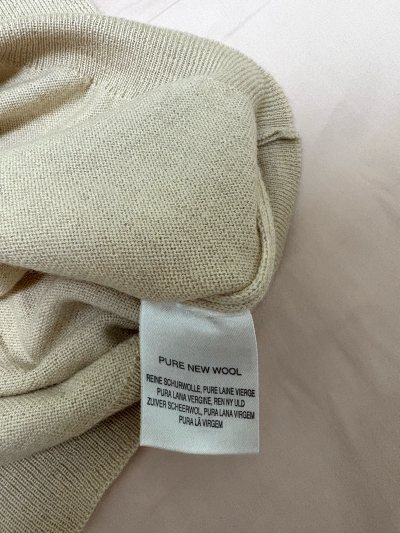 PURE NEW WOOL
REINE SCHURWOLLE, PURE LAINE VIERGE
PURA LANA VERGINE, REN NY ULD
ZUIVER SCHEERWOL, PURA LANA VIRGEM
PURA LÃ VIRGEM